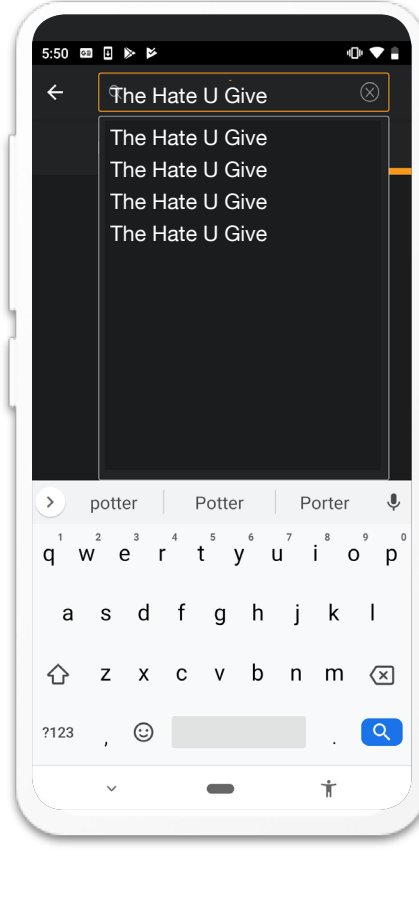 5:50
The Hate U Give
The Hate U Give
The Hate U Give
The Hate U Give
The Hate U Give
potter Potter Porter
1 2 3 4 5 6 7 8 9 0
q w e r t y u i o p
a s d f g h j k l
z x c v b n m
?123 , .